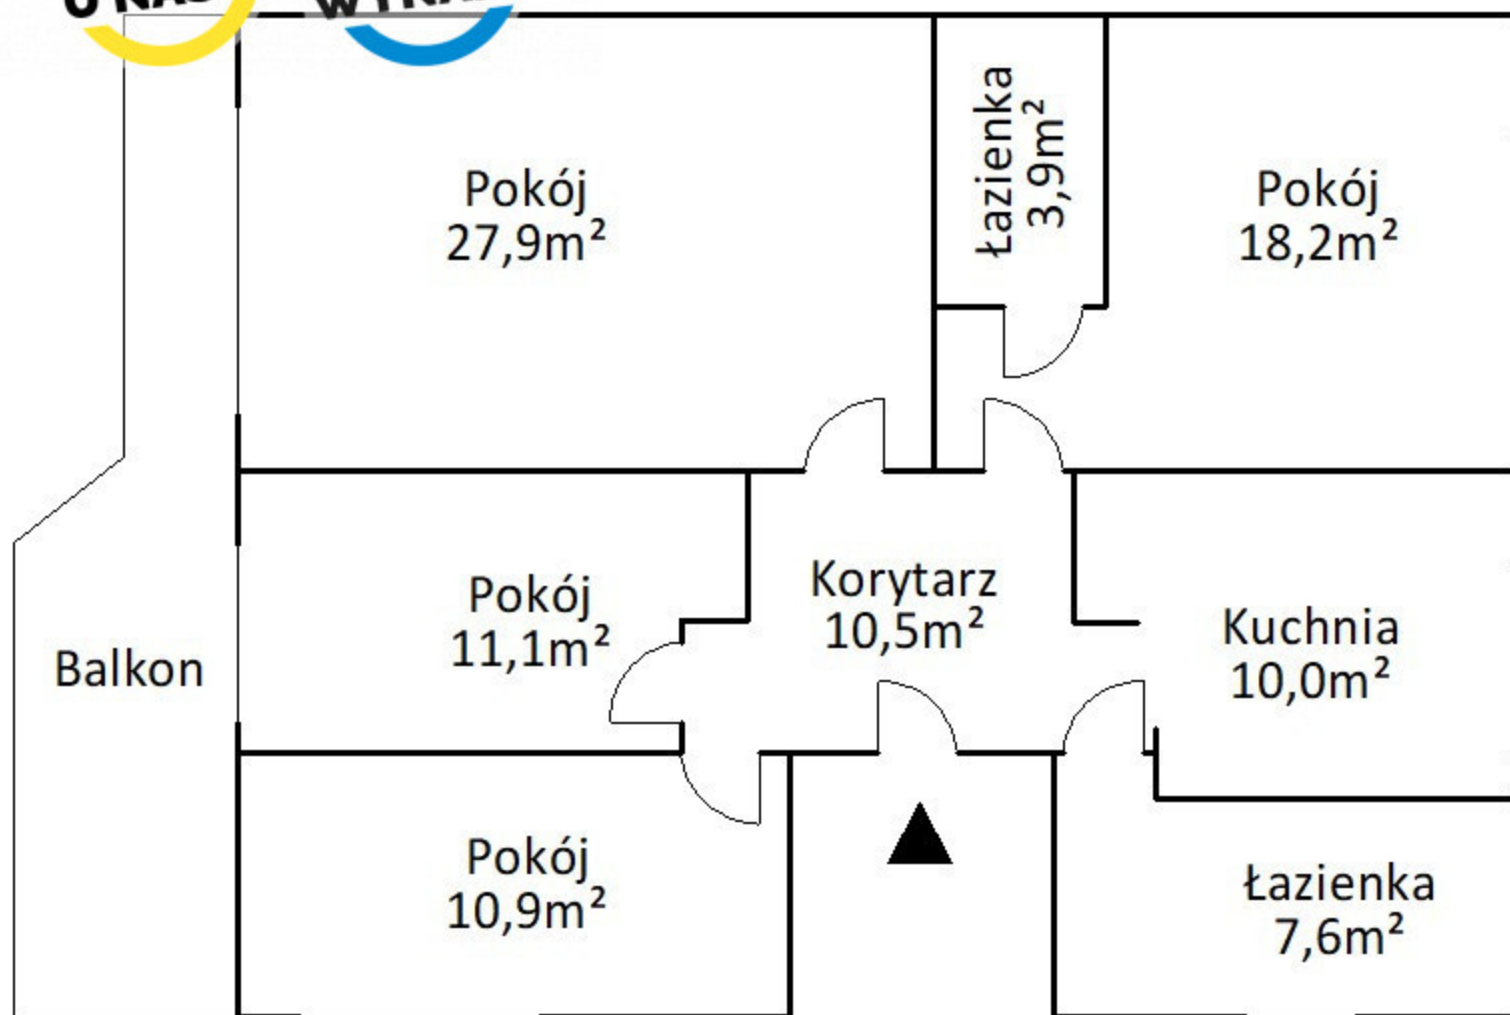 Pokój
27,9m²
Łazienka
3,9m²
Pokój
18,2m²
Pokój
11,1m²
Korytarz
10,5m²
Kuchnia
10,0m²
Balkon
Pokój
10,9m²
Łazienka
7,6m²